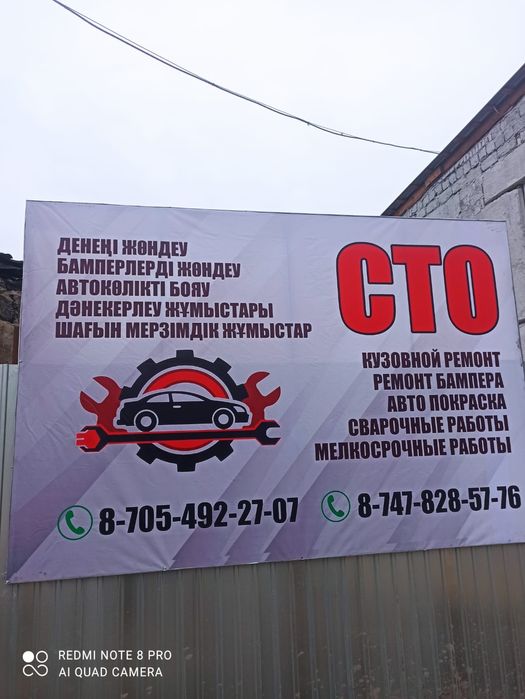 ДЕНЕҢІ ЖӨНДЕУ
БАМПЕРЛЕРДІ ЖӨНДЕУ
АВТОКӨЛІКТІ БОЯУ
ДӘНЕКЕРЛЕУ ЖҰМЫСТАРЫ
ШАҒЫН МЕРЗІМДІК ЖҰМЫСТАР
СТО
КУЗОВНОЙ РЕМОНТ
РЕМОНТ БАМПЕРА
АВТО ПОКРАСКА
СВАРОЧНЫЕ РАБОТЫ
МЕЛКОСРОЧНЫЕ РАБОТЫ
8-705-492-27-07
8-747-828-57-76
REDMI NOTE 8 PRO
AI QUAD CAMERA